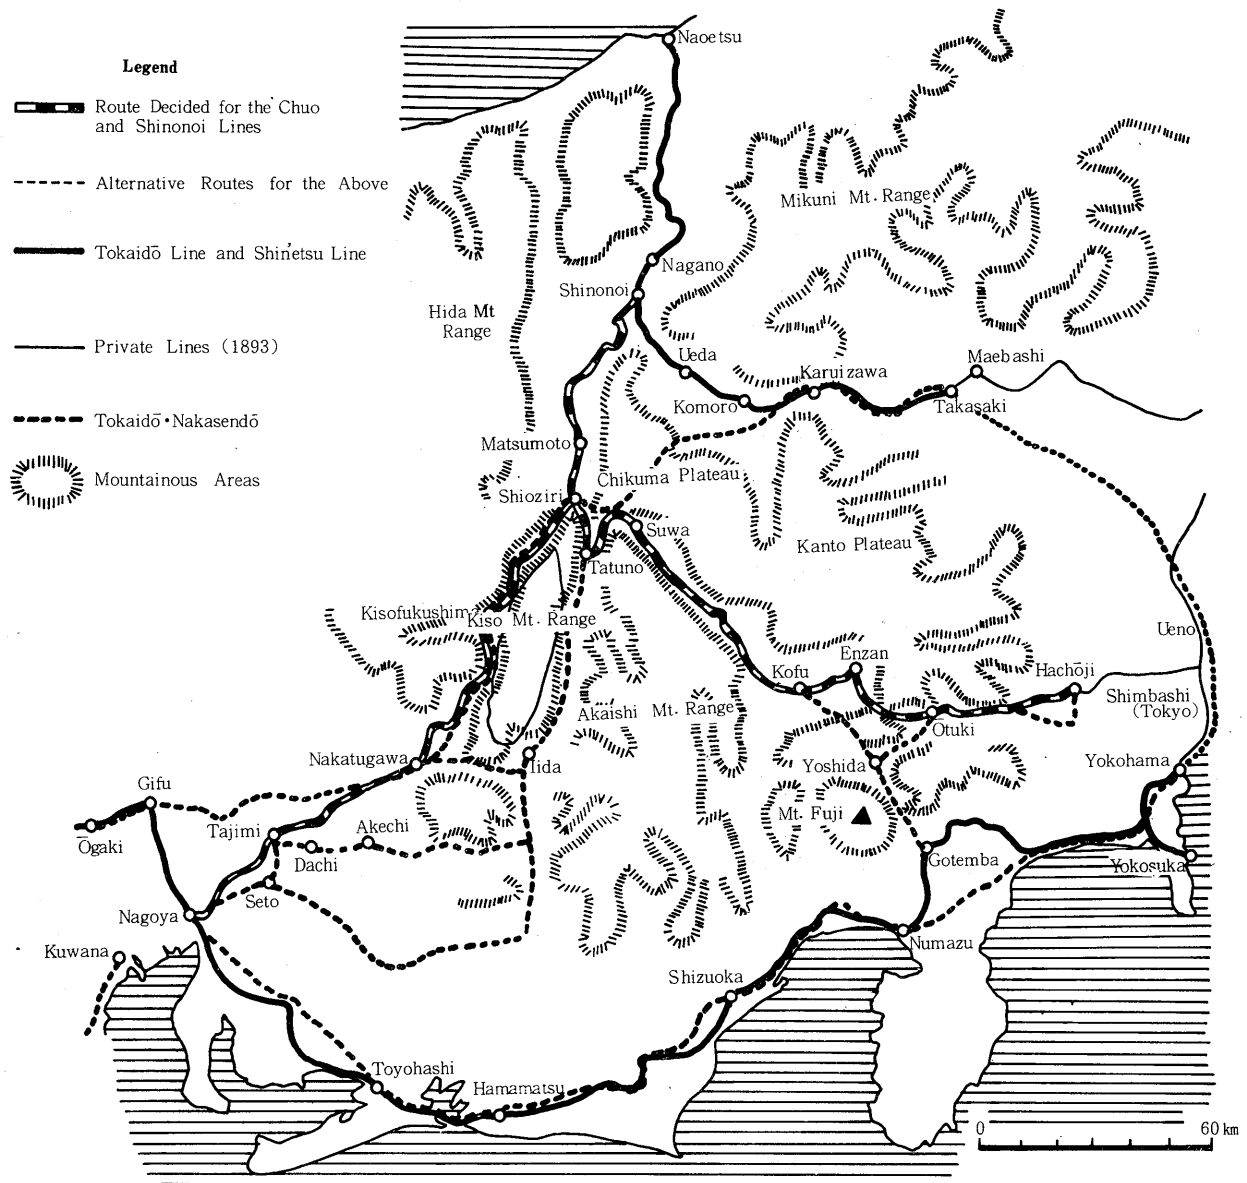 Legend
Route Decided for the Chuo
and Shinonoi Lines
Alternative Routes for the Above
Tokaidō Line and Shin'etsu Line
Private Lines (1893)
Tokaidō・Nakasendō
Mountainous Areas
Naoetsu
Mikuni Mt. Range
Nagano
Shinonoi
Hida Mt
Range
Ueda
Karuizawa
Maebashi
Komoro
Takasaki
Matsumoto
Chikuma Plateau
Shioziri
Suwa
Kanto Plateau
Tatuno
Kisofukushima
Kiso Mt. Range
Ueno
Enzan
Kofu
Hachōji
Shimbashi
(Tokyo)
Akaishi Mt. Range
Ōtuki
Nakatugawa
Iida
Yoshida
Yokohama
Gifu
Mt. Fuji
Tajimi
Akechi
Ōgaki
Dachi
Gotemba
Yokosuka
Seto
Nagoya
Kuwana
Numazu
Shizuoka
Toyohashi
Hamamatsu
0 60 km